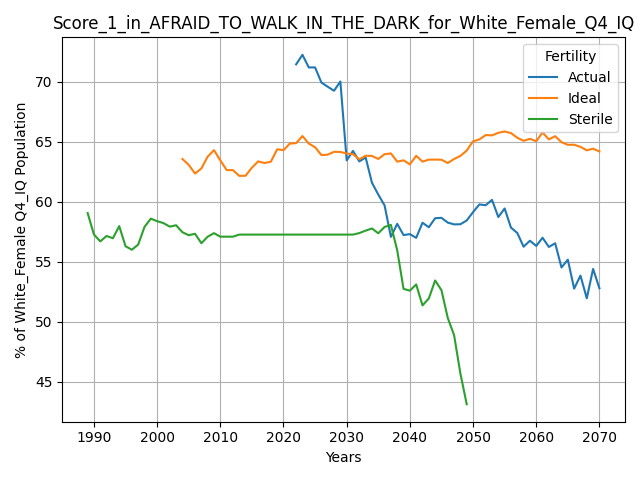 Score_1_in_AFRAID_TO_WALK_IN_THE_DARK_for_White_Female_Q4_IQ
Fertility
Actual
Ideal
Sterile
% of White_Female Q4_IQ Population
70
65
60
55
50
45
1990 2000 2010 2020 2030 2040 2050 2060 2070
Years